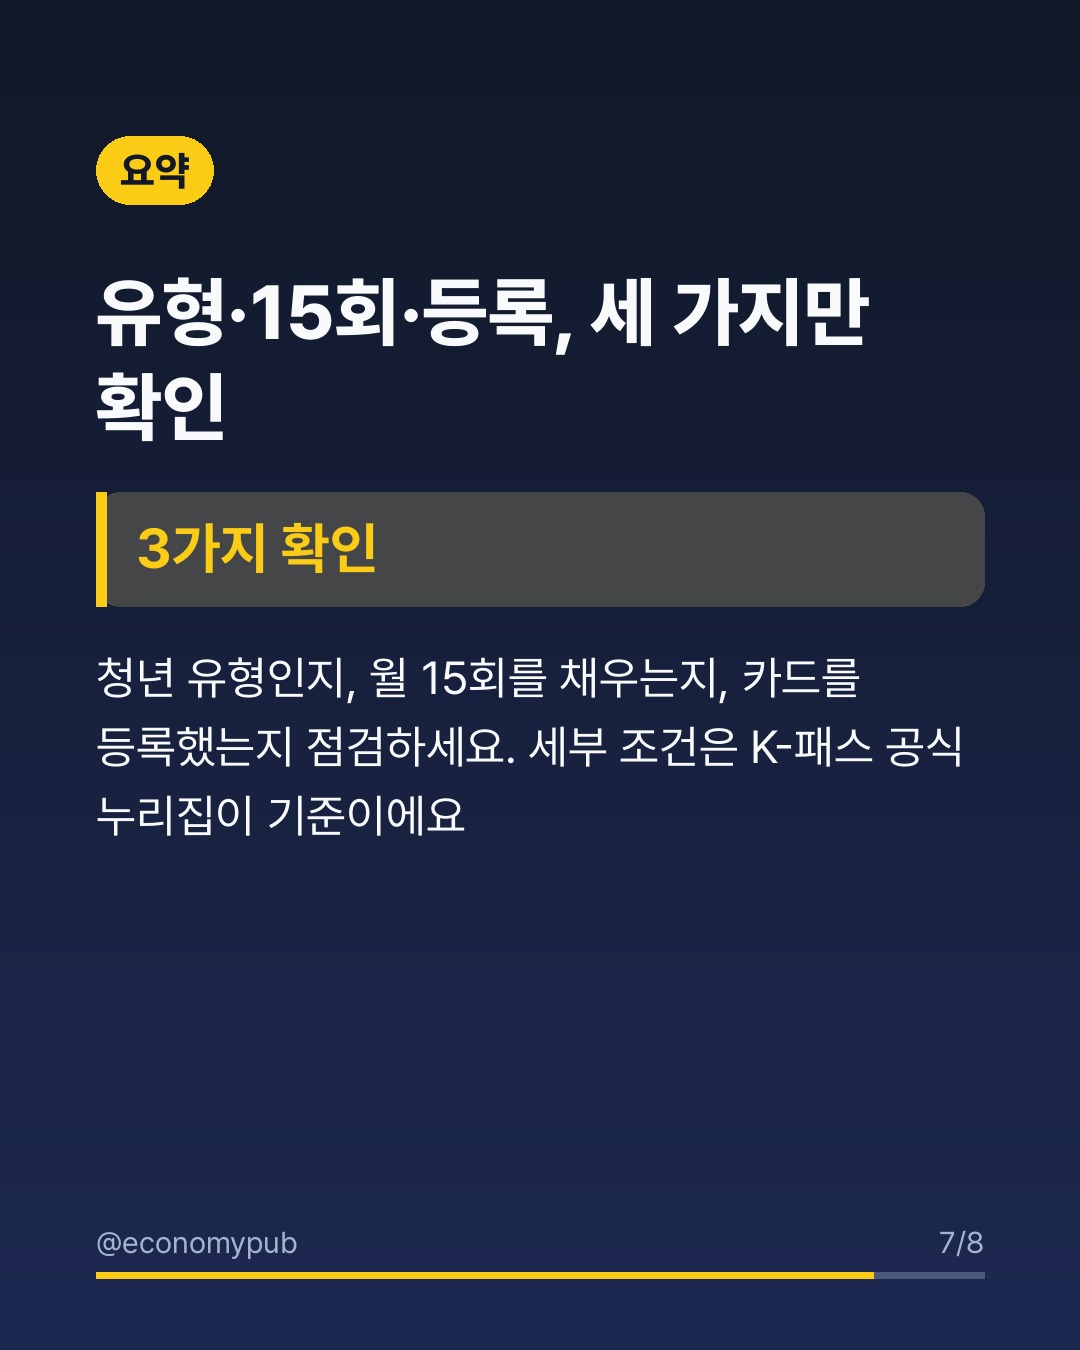 요약
유형·15회·등록, 세 가지만
확인
3가지 확인
청년 유형인지, 월 15회를 채우는지, 카드를
등록했는지 점검하세요. 세부 조건은 K-패스 공식
누리집이 기준이에요
@economypub
7/8